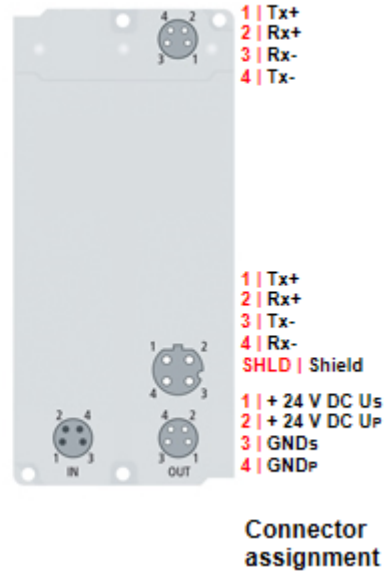 4 2
3 1
1 | Tx+
2 | Rx+
3 | Rx-
4 | Tx-
1 | Tx+
2 | Rx+
3 | Tx-
4 | Rx-
SHLD | Shield
1 2
4 3
1 | + 24 V DC Us
2 | + 24 V DC UP
3 | GNDs
4 | GNDP
2 4
1 3
IN
4 2
3 1
OUT
Connector
assignment